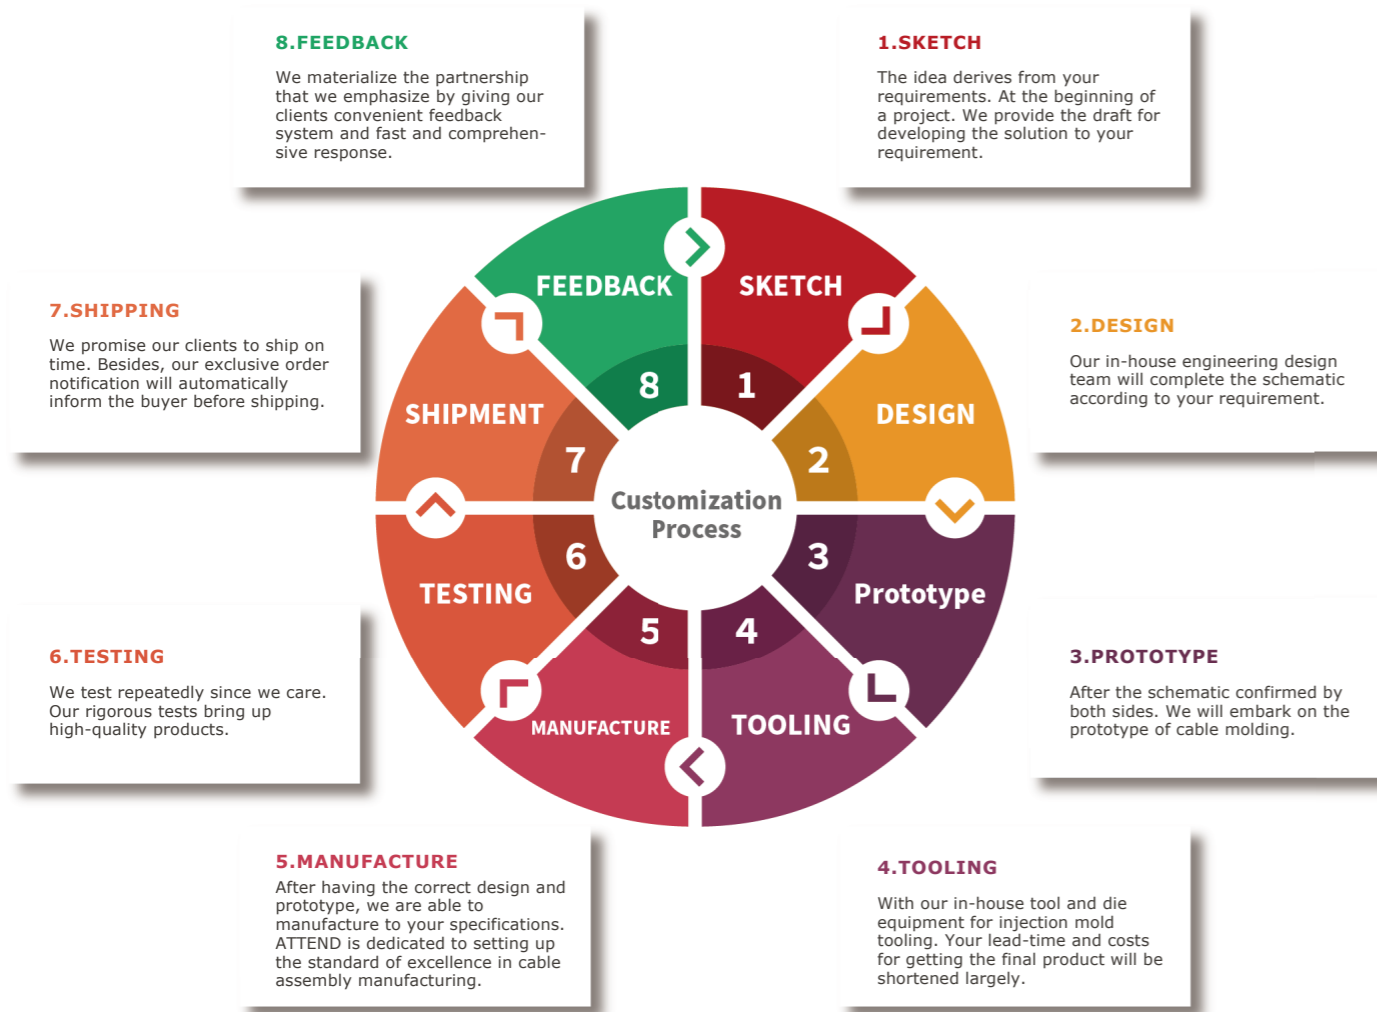 8.FEEDBACK
We materialize the partnership
that we emphasize by giving our
clients convenient feedback
system and fast and comprehen-
sive response.
1.SKETCH
The idea derives from your
requirements. At the beginning of
a project. We provide the draft for
developing the solution to your
requirement.
7.SHIPPING
We promise our clients to ship on
time. Besides, our exclusive order
notification will automatically
inform the buyer before shipping.
2.DESIGN
Our in-house engineering design
team will complete the schematic
according to your requirement.
FEEDBACK
8
SKETCH
1
SHIPMENT
7
DESIGN
2
Customization
Process
TESTING
6
Prototype
3
MANUFACTURE
5
TOOLING
4
6.TESTING
We test repeatedly since we care.
Our rigorous tests bring up
high-quality products.
3.PROTOTYPE
After the schematic confirmed by
both sides. We will embark on the
prototype of cable molding.
5.MANUFACTURE
After having the correct design and
prototype, we are able to
manufacture to your specifications.
ATTEND is dedicated to setting up
the standard of excellence in cable
assembly manufacturing.
4.TOOLING
With our in-house tool and die
equipment for injection mold
tooling. Your lead-time and costs
for getting the final product will be
shortened largely.